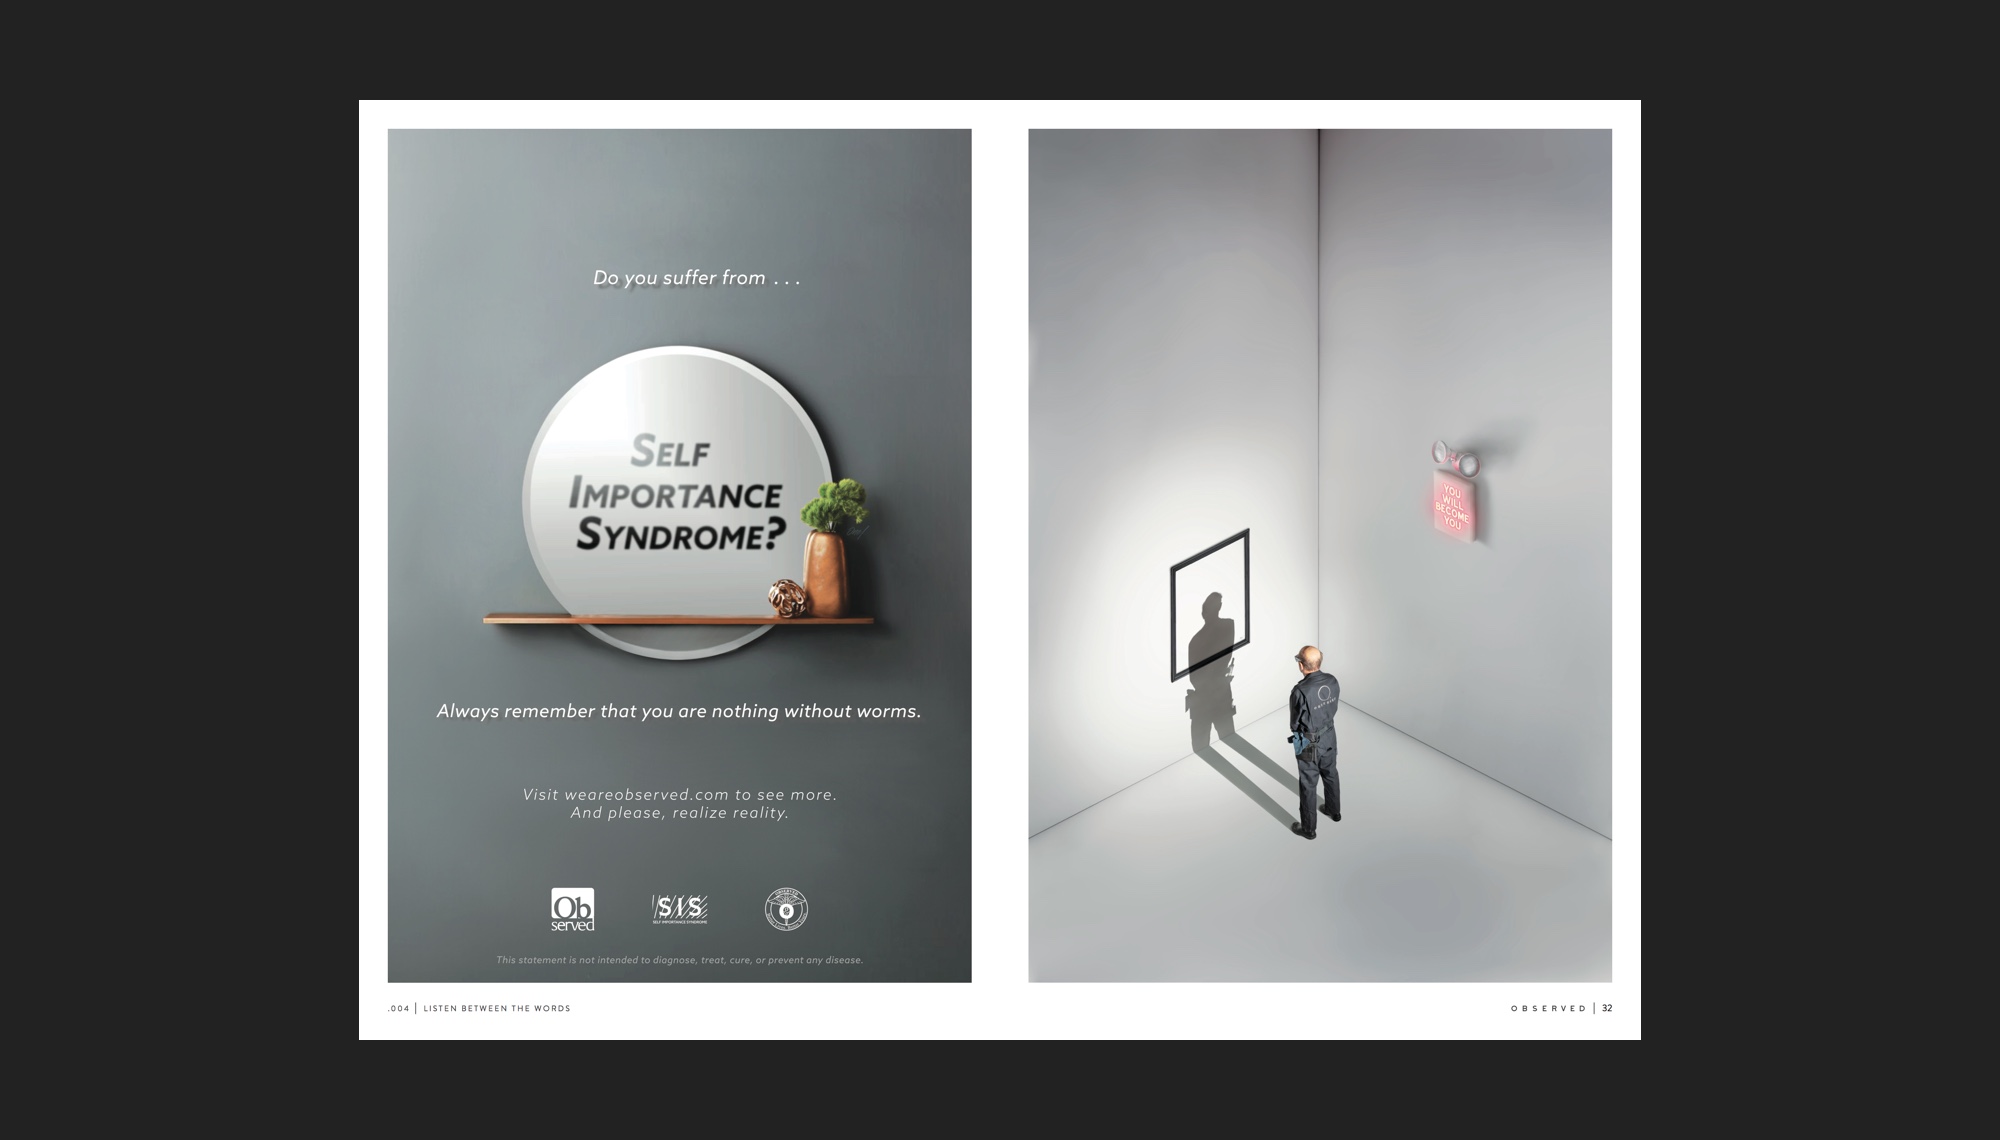 Do you suffer from . . .
SELF
IMPORTANCE
SYNDROME?
Always remember that you are nothing without worms.
Visit weareobserved.com to see more.
And please, realize reality.
Ob
served
SIS
SELF IMPORTANCE SYNDROME
OBSERVED
This statement is not intended to diagnose, treat, cure, or prevent any disease.
.004 | LISTEN BETWEEN THE WORDS
YOU
WILL
BECOME
YOU
OBSERVED | 32